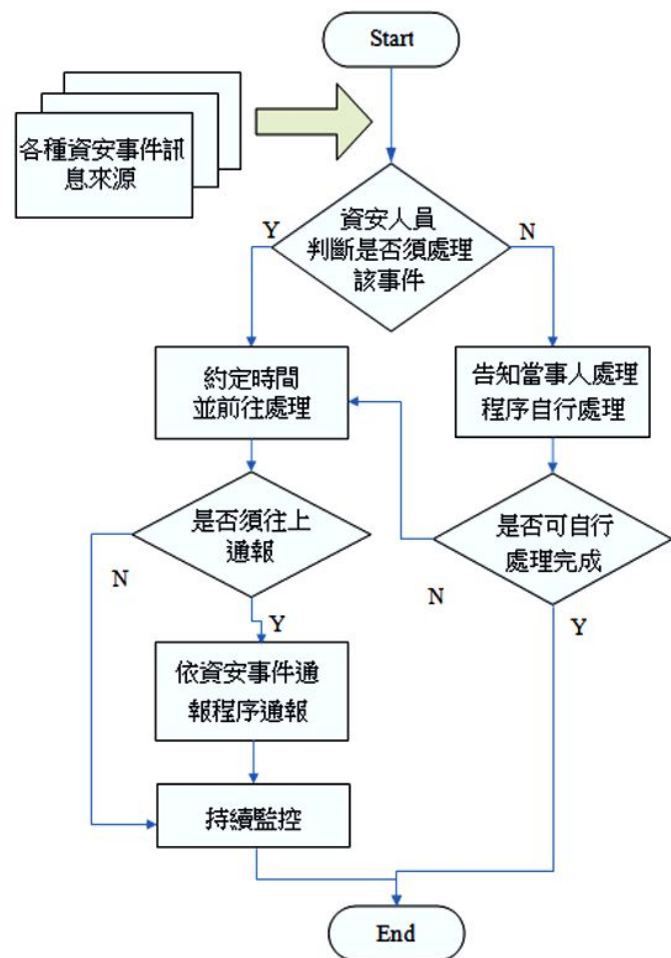 Start
各種資安事件訊
息來源
資安人員
判斷是否須處理
該事件
Y
N
約定時間
並前往處理
告知當事人處理
程序自行處理
是否須往上
通報
是否可自行
處理完成
N
Y
N
Y
依資安事件通
報程序通報
持續監控
End